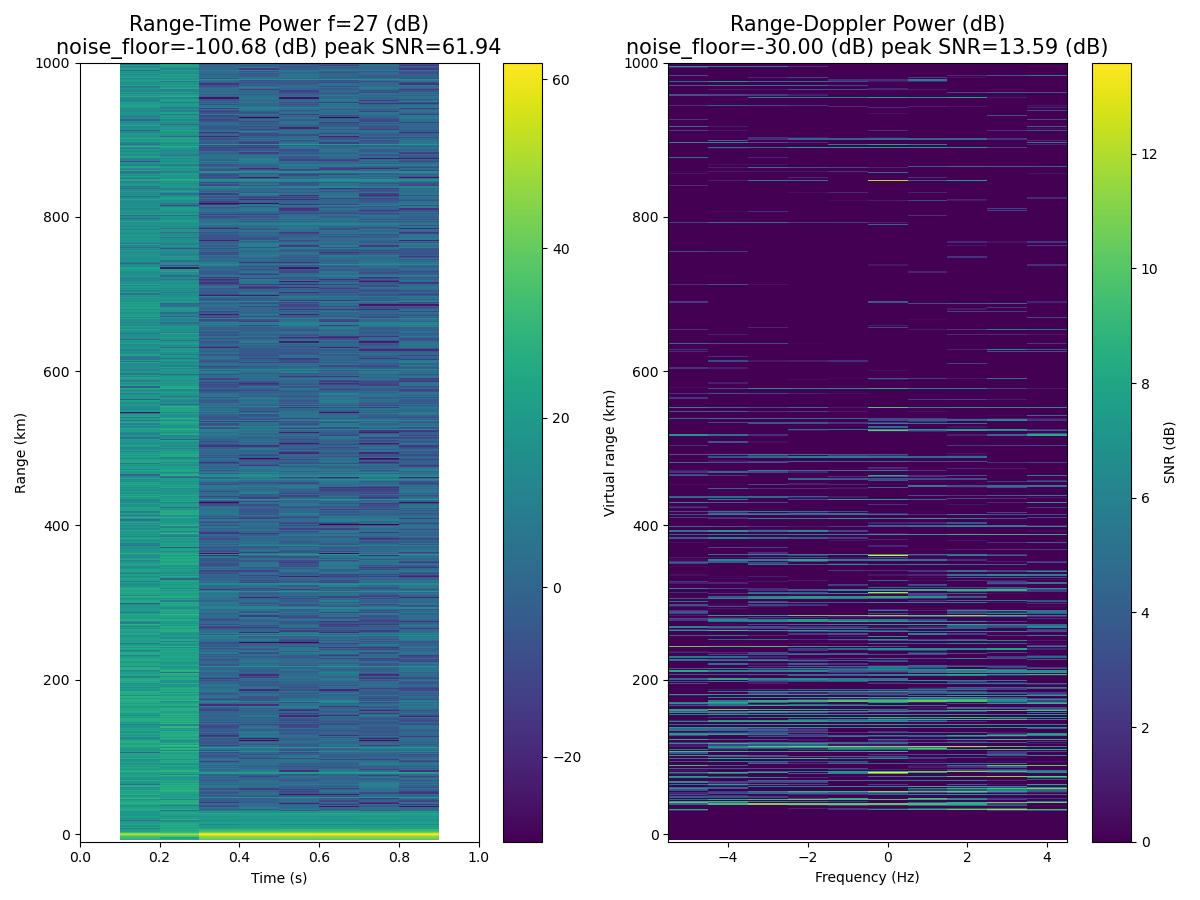 Range-Time Power f=27 (dB)
noise_floor=-100.68 (dB) peak SNR=61.94
Range (km)
1000
800
600
400
200
0
0.0 0.2 0.4 0.6 0.8 1.0
Time (s)
60
40
20
0
−20
Range-Doppler Power (dB)
noise_floor=-30.00 (dB) peak SNR=13.59 (dB)
Virtual range (km)
1000
800
600
400
200
0
−4 −2 0 2 4
Frequency (Hz)
12
10
8
6
4
2
0
SNR (dB)